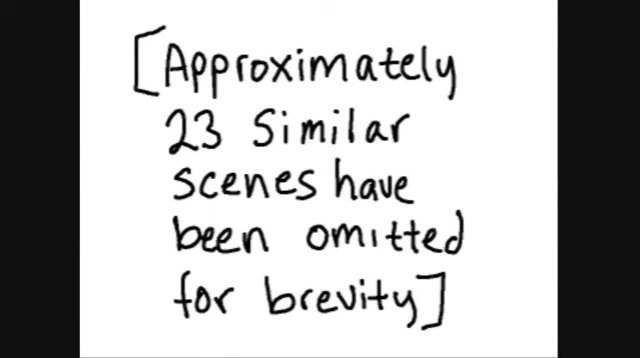 [Approximately
23 Similar
scenes have
been omitted
for brevity]